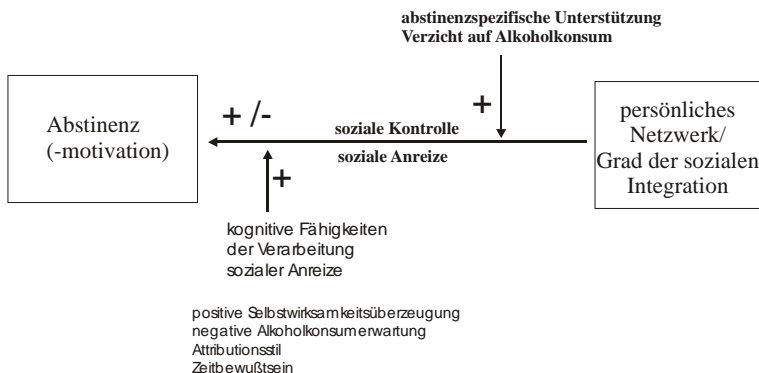 abstinenzspezifische Unterstützung
Verzicht auf Alkoholkonsum
+
Abstinenz
(-motivation)
+ /-
soziale Kontrolle
soziale Anreize
persönliches
Netzwerk/
Grad der sozialen
Integration
+
kognitive Fähigkeiten
der Verarbeitung
sozialer Anreize
positive Selbstwirksamkeitsüberzeugung
negative Alkoholkonsumerwartung
Attributionsstil
Zeitbewußtsein